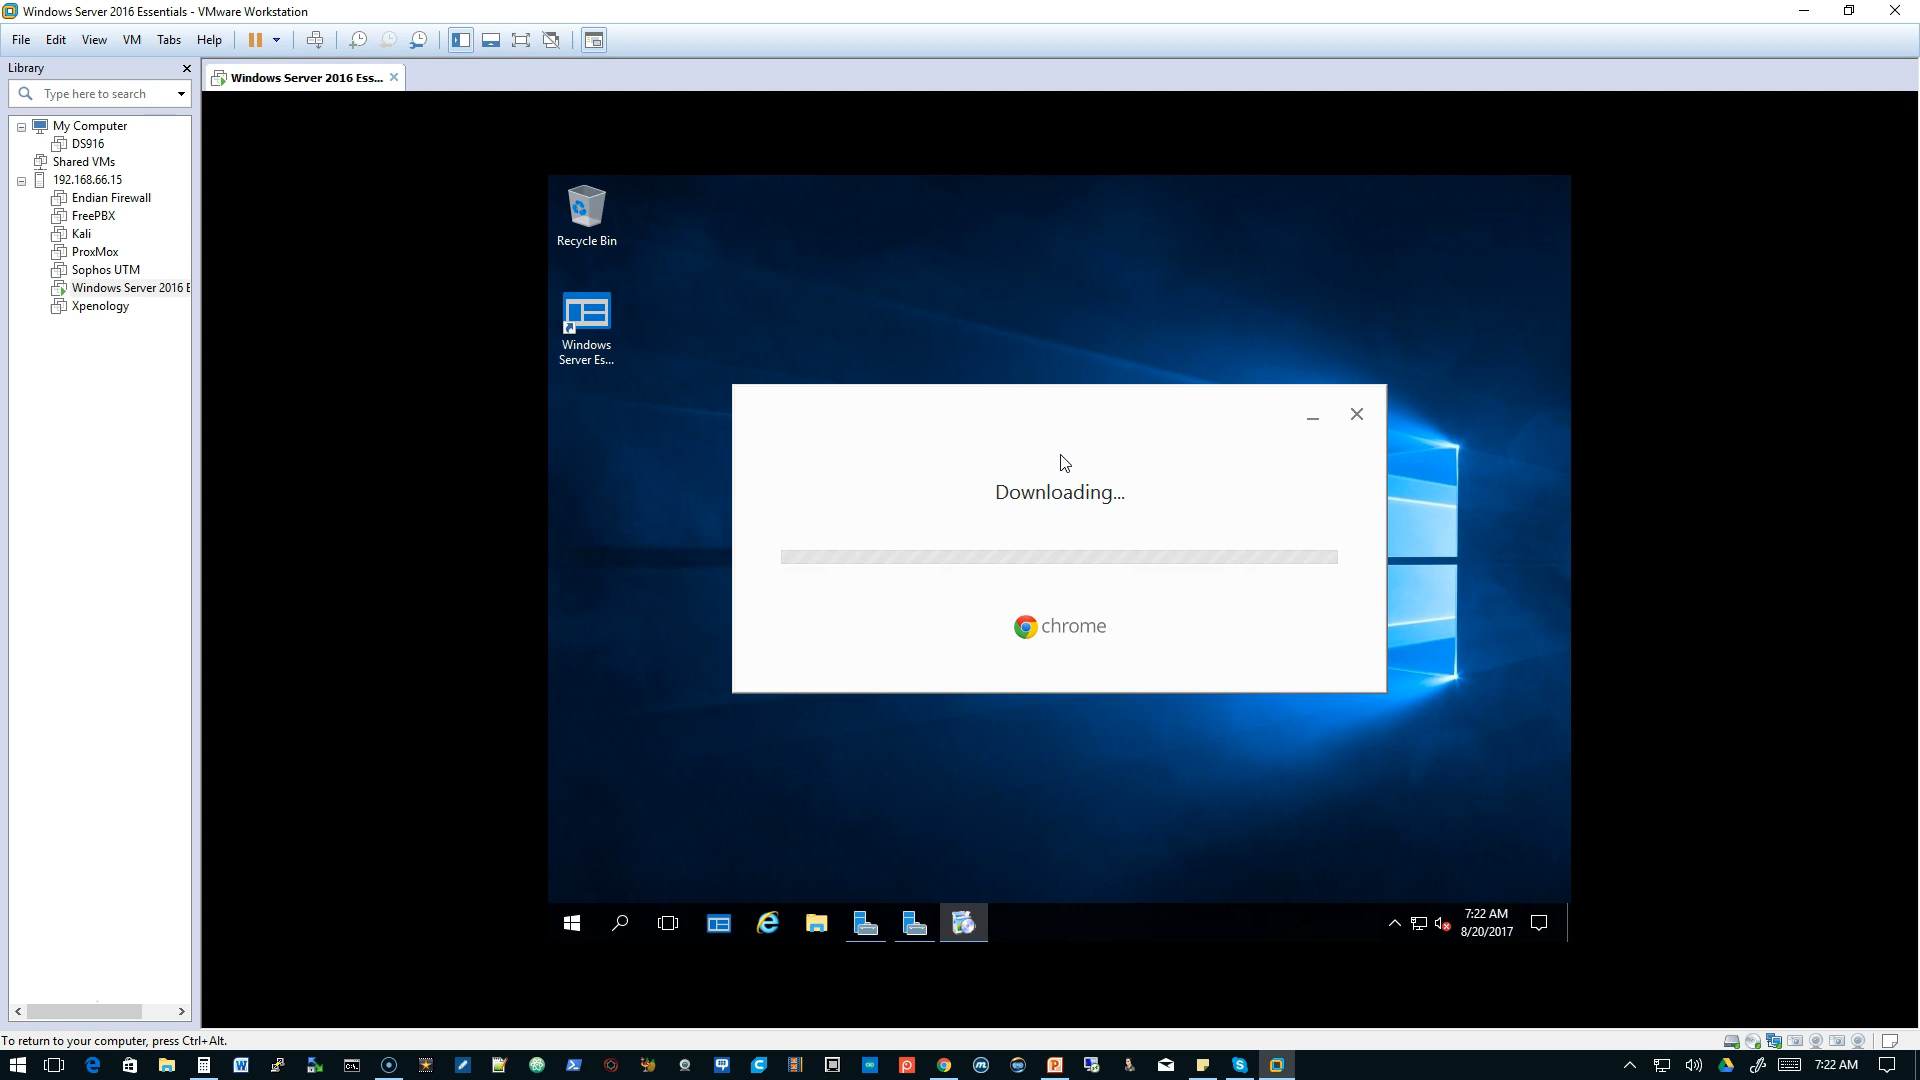 Windows Server 2016 Essentials - VMware Workstation
File Edit View VM Tabs Help
Library
Windows Server 2016 Ess...
Type here to search
My Computer
DS916
Shared VMs
192.168.66.15
Endian Firewall
FreePBX
Kali
ProxMox
Sophos UTM
Windows Server 2016 E
Xpenology
Recycle Bin
Windows
Server Es...
Downloading...
chrome
7:22 AM
8/20/2017
To return to your computer, press Ctrl+Alt.
7:22 AM